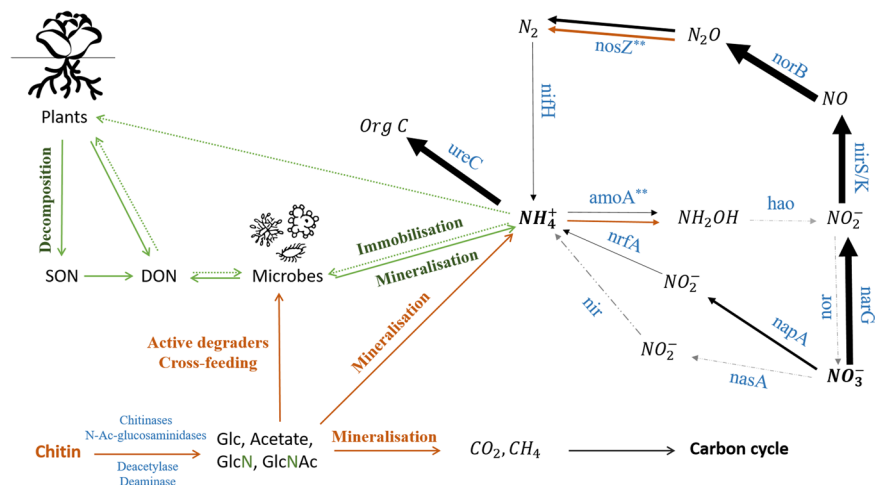 N₂
nosZ**
N₂O
norB
NO
nifH
Plants
Org C
ureC
nirS/K
Decomposition
Immobilisation
Mineralisation
NH₄⁺
amoA**
NH₂OH
hao
NO₂⁻
nrfA
SON
DON
Microbes
NO₂⁻
nor
narG
napA
nir
NO₂⁻
nasA
NO₃⁻
Active degraders
Cross-feeding
Mineralisation
Chitin
Chitinases
N-Ac-glucosaminidases
Deacetylase
Deaminase
Glc, Acetate,
GlcN, GlcNAc
Mineralisation
CO₂, CH₄
Carbon cycle